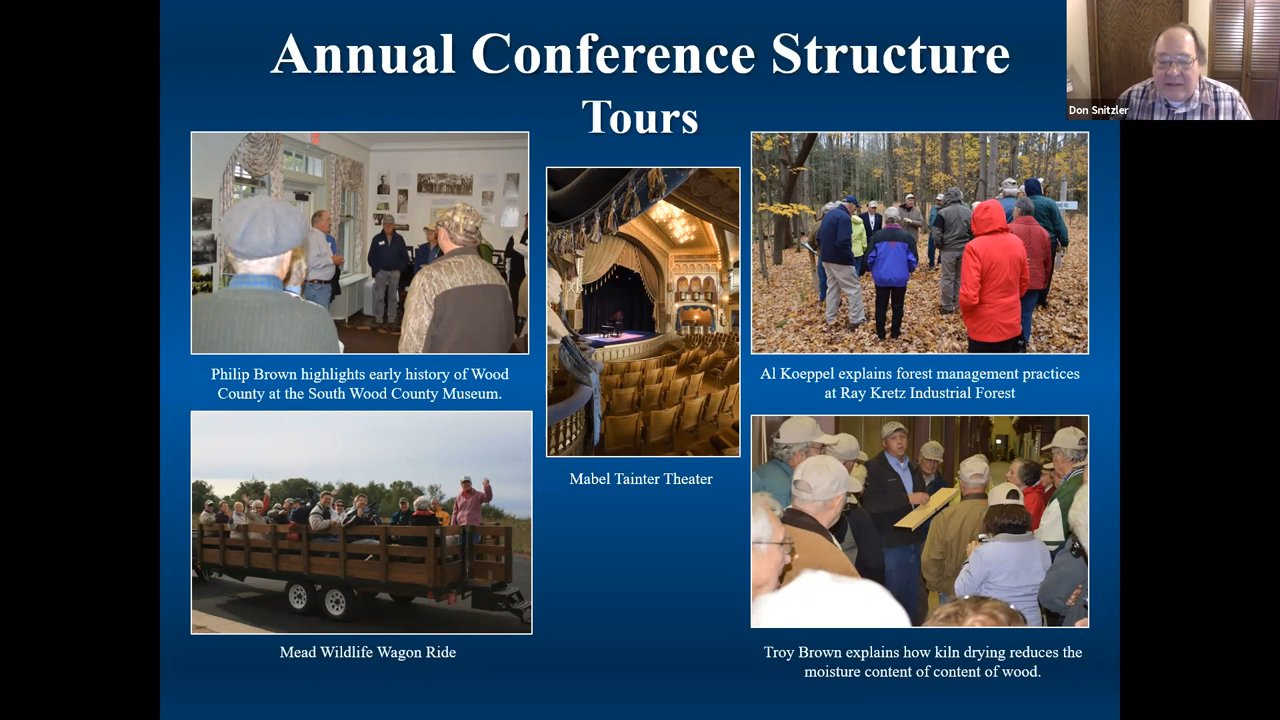 Annual Conference Structure
Tours
Don Snitzler
Philip Brown highlights early history of Wood
County at the South Wood County Museum.
Mabel Tainter Theater
Al Koeppel explains forest management practices
at Ray Kretz Industrial Forest
Mead Wildlife Wagon Ride
Troy Brown explains how kiln drying reduces the
moisture content of content of wood.